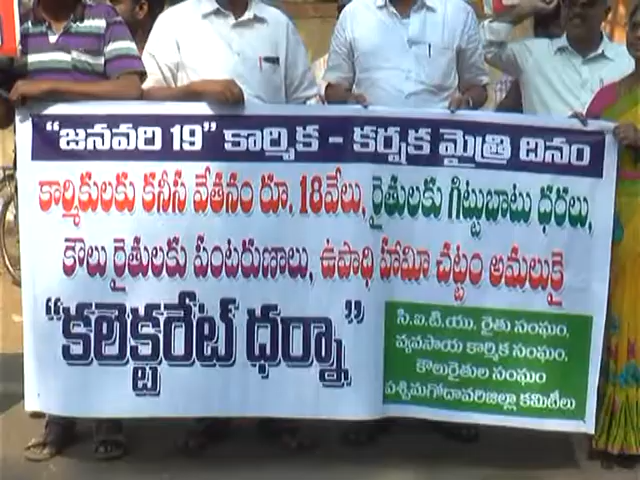 “జనవరి 19” కార్మిక - కర్షక మైత్రి దినం
కార్మికులకు కనీస వేతనం రూ. 18వేలు, రైతులకు గిట్టుబాటు ధరలు,
కౌలు రైతులకు పంటరుణాలు, ఉపాధి హామీ చట్టం అమలుకై
“కలెక్టరేట్ ధర్నా”
సి.ఐ.టి.యు. రైతు సంఘం,
వ్యవసాయ కార్మిక సంఘం,
కౌలురైతుల సంఘం
పశ్చిమగోదావరిజిల్లా కమిటీలు